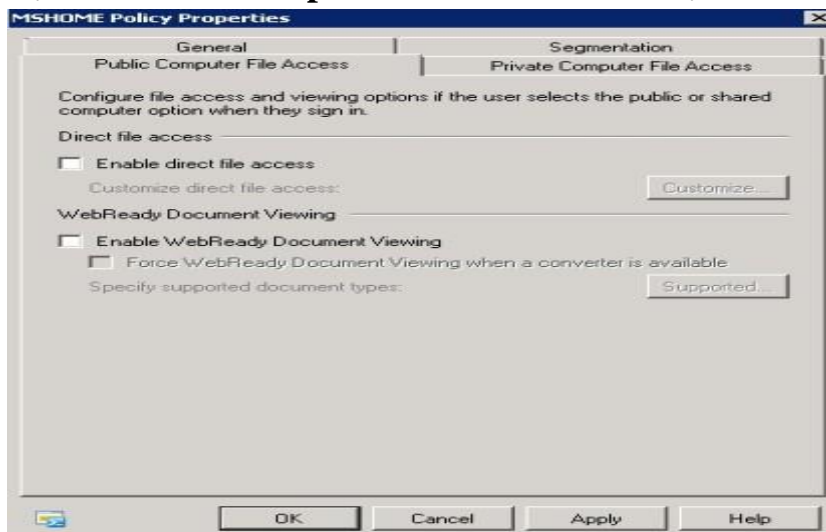 MSHOME Policy Properties
General
Segmentation
Public Computer File Access
Private Computer File Access
Configure file access and viewing options if the user selects the public or shared
computer option when they sign in.
Direct file access
Enable direct file access
Customize direct file access:
Customize...
WebReady Document Viewing
Enable WebReady Document Viewing
Force WebReady Document Viewing when a converter is available
Specify supported document types:
Supported...
OK
Cancel
Apply
Help